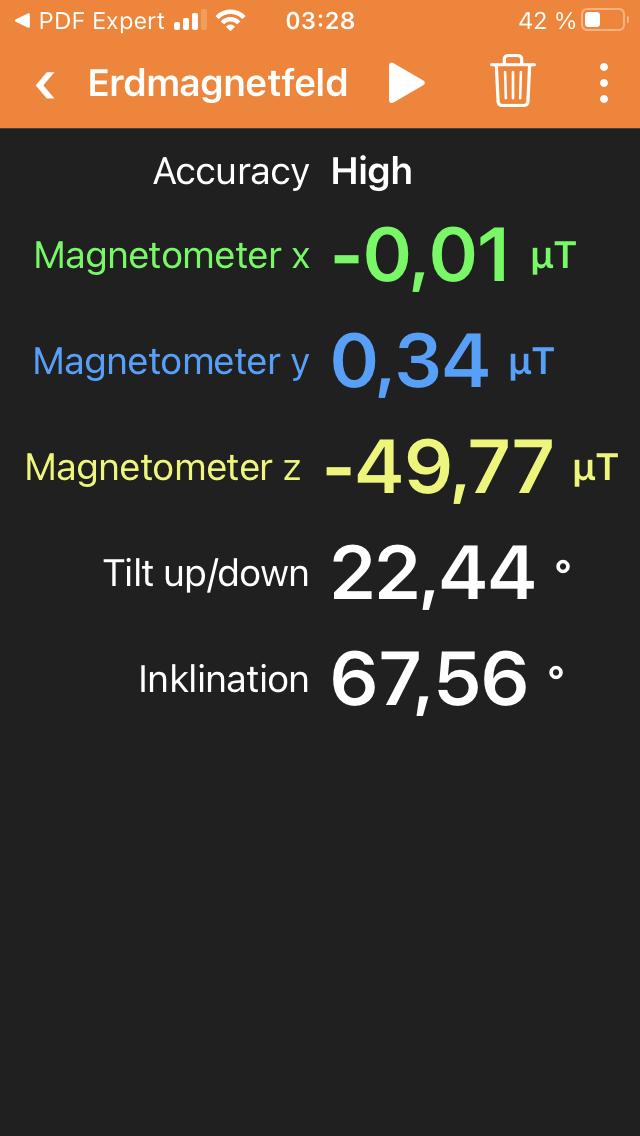 ◀ PDF Expert 03:28 42 %
Erdmagnetfeld
Accuracy High
Magnetometer x -0,01 µT
Magnetometer y 0,34 µT
Magnetometer z -49,77 µT
Tilt up/down 22,44 °
Inklination 67,56 °